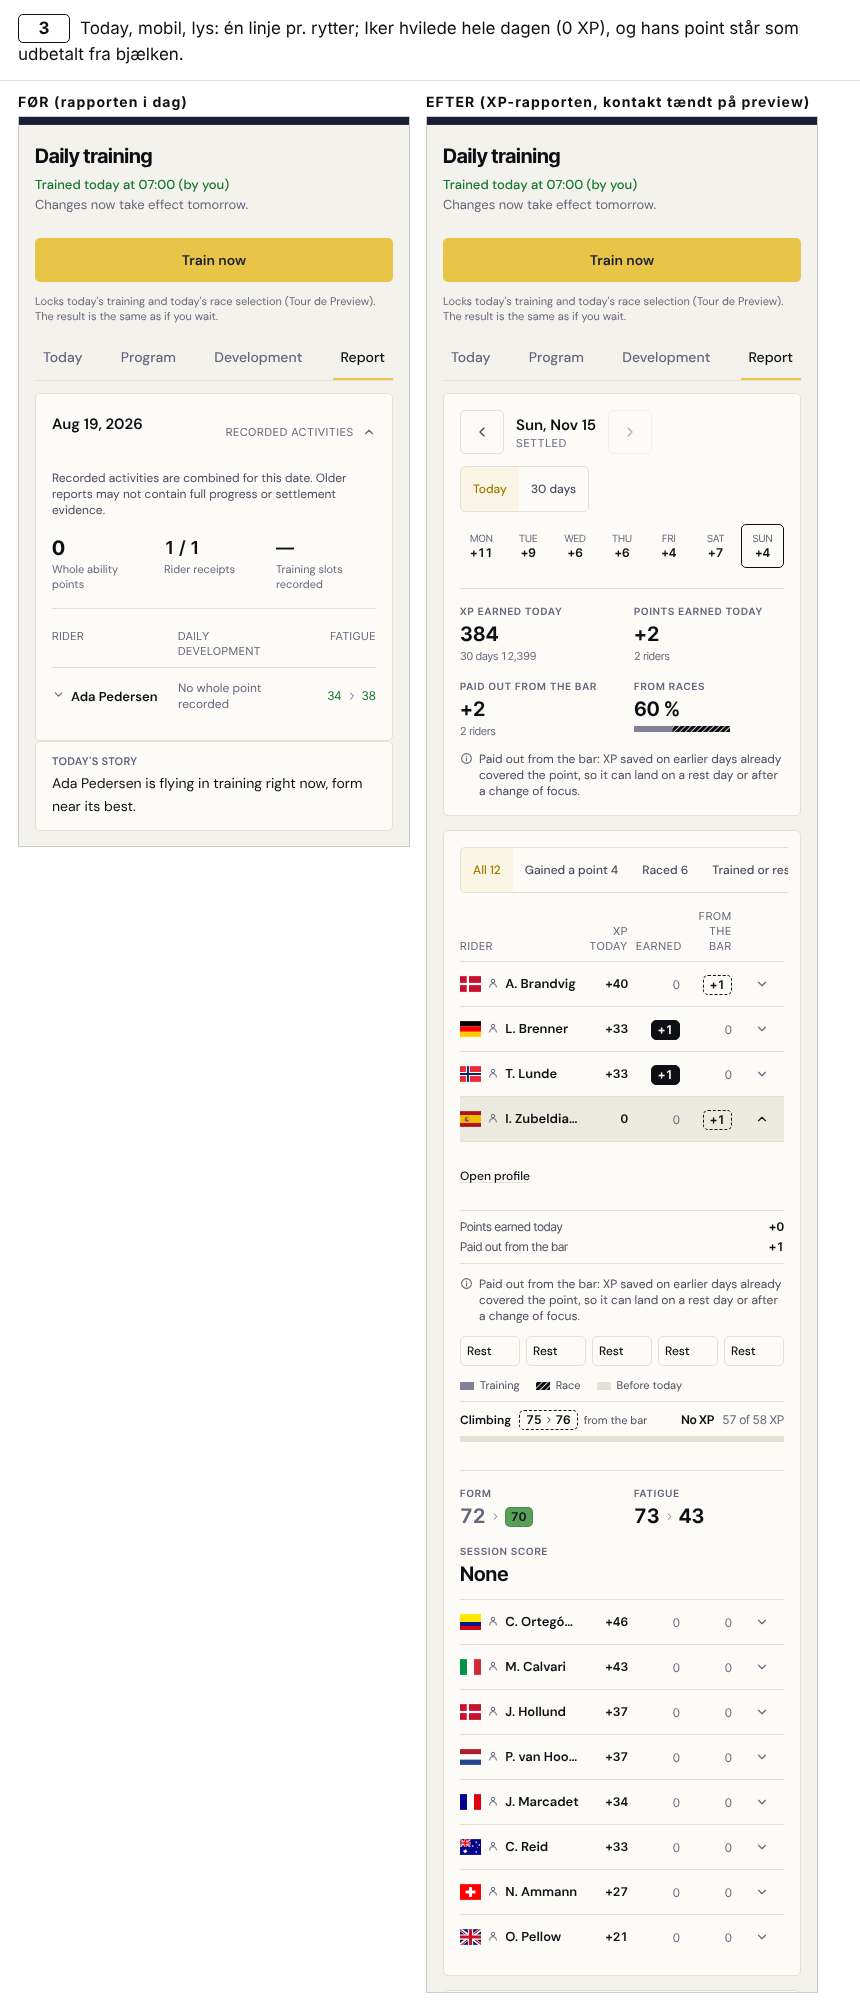 3 Today, mobil, lys: én linje pr. rytter; Iker hvilede hele dagen (0 XP), og hans point står som
udbetalt fra bjælken.
FØR (rapporten i dag)
Daily training
Trained today at 07:00 (by you)
Changes now take effect tomorrow.
Train now
Locks today's training and today's race selection (Tour de Preview).
The result is the same as if you wait.
Today Program Development Report
Aug 19, 2026
RECORDED ACTIVITIES
Recorded activities are combined for this date. Older
reports may not contain full progress or settlement
evidence.
0 1 / 1 —
Whole ability Rider receipts Training slots
points recorded
RIDER DAILY FATIGUE
DEVELOPMENT
Ada Pedersen No whole point 34 > 38
recorded
TODAY'S STORY
Ada Pedersen is flying in training right now, form
near its best.
EFTER (XP-rapporten, kontakt tændt på preview)
Daily training
Trained today at 07:00 (by you)
Changes now take effect tomorrow.
Train now
Locks today's training and today's race selection (Tour de Preview).
The result is the same as if you wait.
Today Program Development Report
Sun, Nov 15
SETTLED
Today 30 days
MON TUE WED THU FRI SAT SUN
+11 +9 +6 +6 +4 +7 +4
XP EARNED TODAY POINTS EARNED TODAY
384 +2
30 days 12,399 2 riders
PAID OUT FROM THE BAR FROM RACES
+2 60 %
2 riders
Paid out from the bar: XP saved on earlier days already
covered the point, so it can land on a rest day or after
a change of focus.
All 12 Gained a point 4 Raced 6 Trained or res
FROM
XP THE
RIDER TODAY EARNED BAR
A. Brandvig +40 0 +1
L. Brenner +33 +1 0
T. Lunde +33 +1 0
I. Zubeldia... 0 0 +1
Open profile
Points earned today +0
Paid out from the bar +1
Paid out from the bar: XP saved on earlier days already
covered the point, so it can land on a rest day or after
a change of focus.
Rest Rest Rest Rest Rest
Training Race Before today
Climbing 75 > 76 from the bar No XP 57 of 58 XP
FORM FATIGUE
72 > 70 73 > 43
SESSION SCORE
None
C. Ortegó... +46 0 0
M. Calvari +43 0 0
J. Hollund +37 0 0
P. van Hoo... +37 0 0
J. Marcadet +34 0 0
C. Reid +33 0 0
N. Ammann +27 0 0
O. Pellow +21 0 0